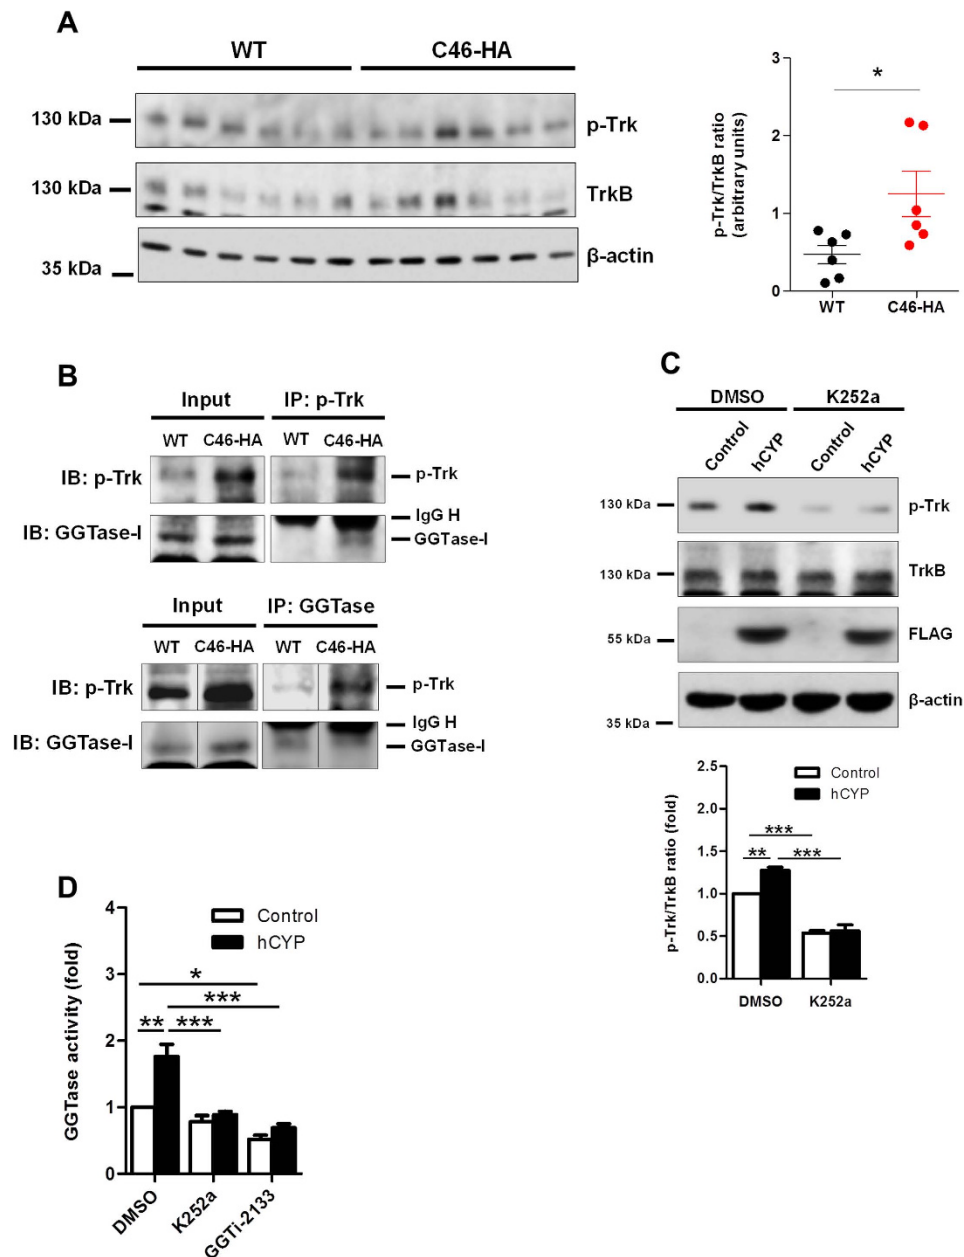 A
WT C46-HA
130 kDa p-Trk
130 kDa TrkB
35 kDa β-actin
*
3
2
1
0
p-Trk/TrkB ratio
(arbitrary units)
WT C46-HA
B
Input IP: p-Trk
WT C46-HA WT C46-HA
IB: p-Trk p-Trk
IgG H
IB: GGTase-I GGTase-I
Input IP: GGTase
WT C46-HA WT C46-HA
IB: p-Trk p-Trk
IgG H
IB: GGTase-I GGTase-I
C
DMSO K252a
Control hCYP Control hCYP
130 kDa p-Trk
130 kDa TrkB
55 kDa FLAG
β-actin
35 kDa
Control
hCYP
2.5
2.0
1.5
1.0
0.5
0.0
p-Trk/TrkB ratio (fold)
***
** ***
DMSO K252a
D
Control
hCYP
4
3
2
1
0
GGTase activity (fold)
*
***
** ***
DMSO K252a GGTi-2133